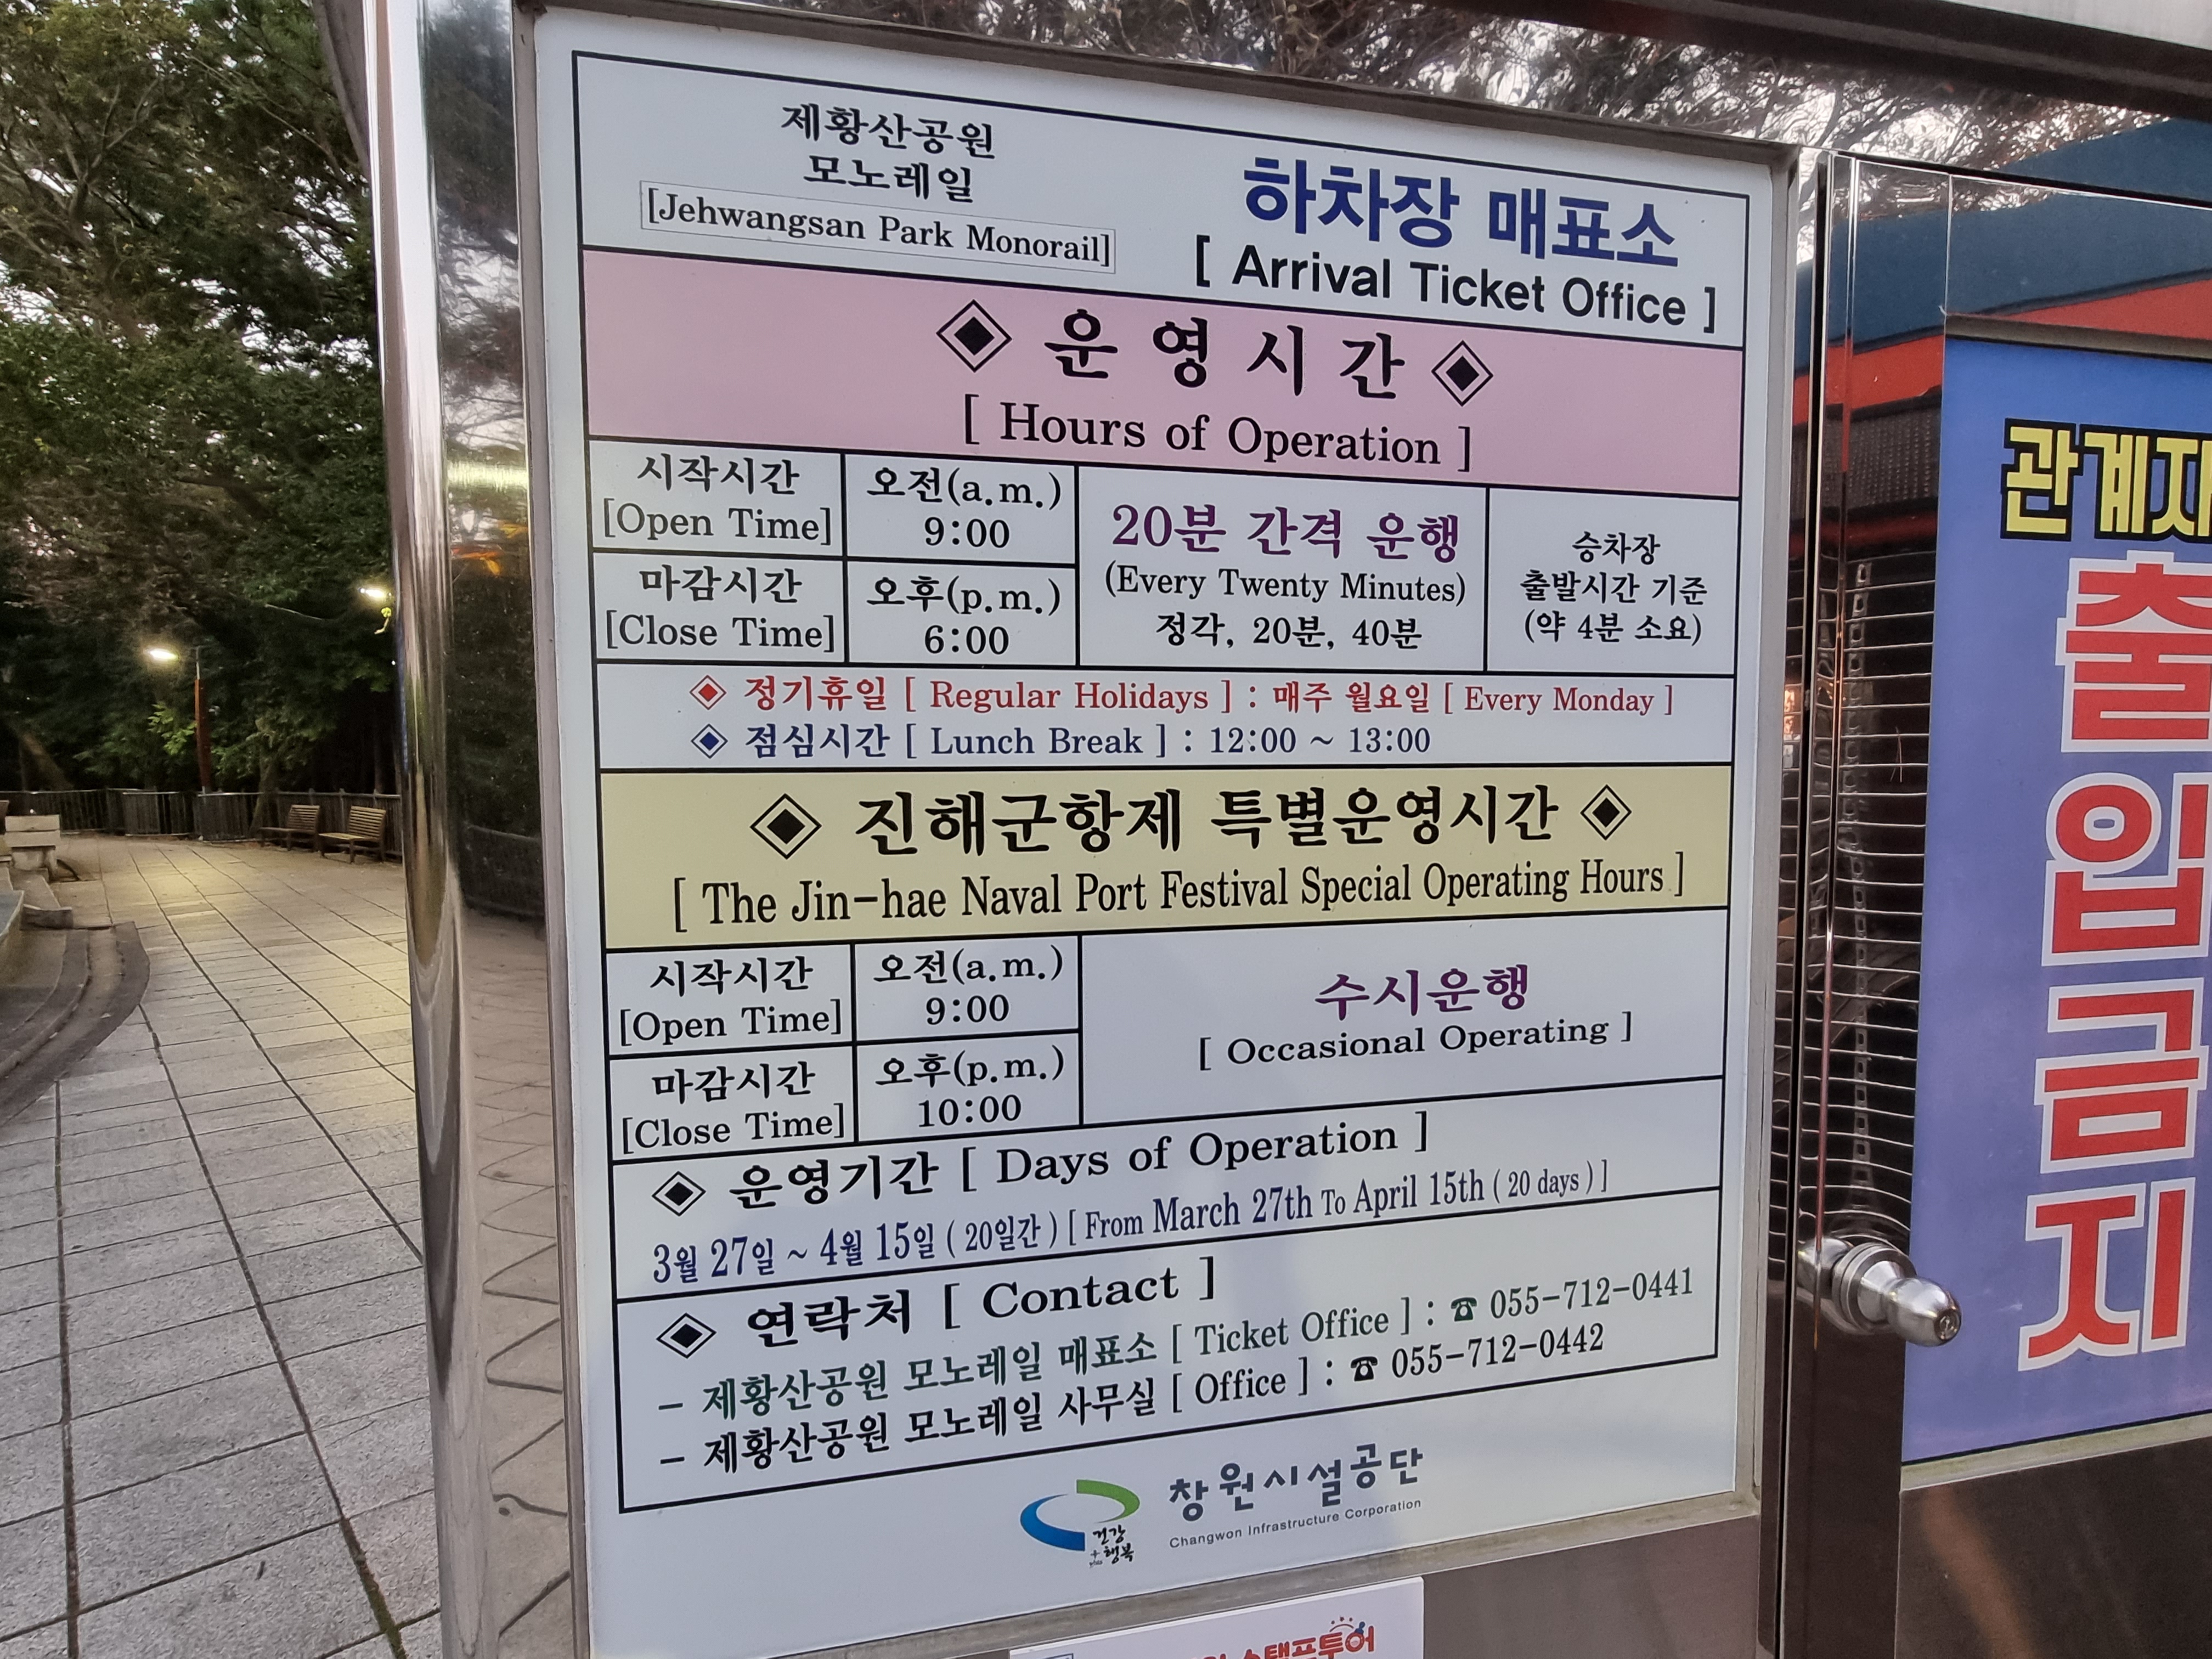 제황산공원
모노레일
[Jehwangsan Park Monorail]
하차장 매표소
[ Arrival Ticket Office ]
◈ 운영시간 ◈
[ Hours of Operation ]
시작시간
[Open Time]
오전(a.m.)
9:00
마감시간
[Close Time]
오후(p.m.)
6:00
20분 간격 운행
(Every Twenty Minutes)
정각, 20분, 40분
승차장
출발시간 기준
(약 4분 소요)
◈ 정기휴일 [ Regular Holidays ] : 매주 월요일 [ Every Monday ]
◈ 점심시간 [ Lunch Break ] : 12:00 ~ 13:00
◈ 진해군항제 특별운영시간 ◈
[ The Jin-hae Naval Port Festival Special Operating Hours ]
시작시간
[Open Time]
오전(a.m.)
9:00
마감시간
[Close Time]
오후(p.m.)
10:00
수시운행
[ Occasional Operating ]
◈ 운영기간 [ Days of Operation ]
3월 27일 ~ 4월 15일 ( 20일간 ) [ From March 27th To April 15th ( 20 days ) ]
◈ 연락처 [ Contact ]
- 제황산공원 모노레일 매표소 [ Ticket Office ] : ☎ 055-712-0441
- 제황산공원 모노레일 사무실 [ Office ] : ☎ 055-712-0442
건강
+행복
plus
창원시설공단
Changwon Infrastructure Corporation
관계자
출입금지
스탬프투어